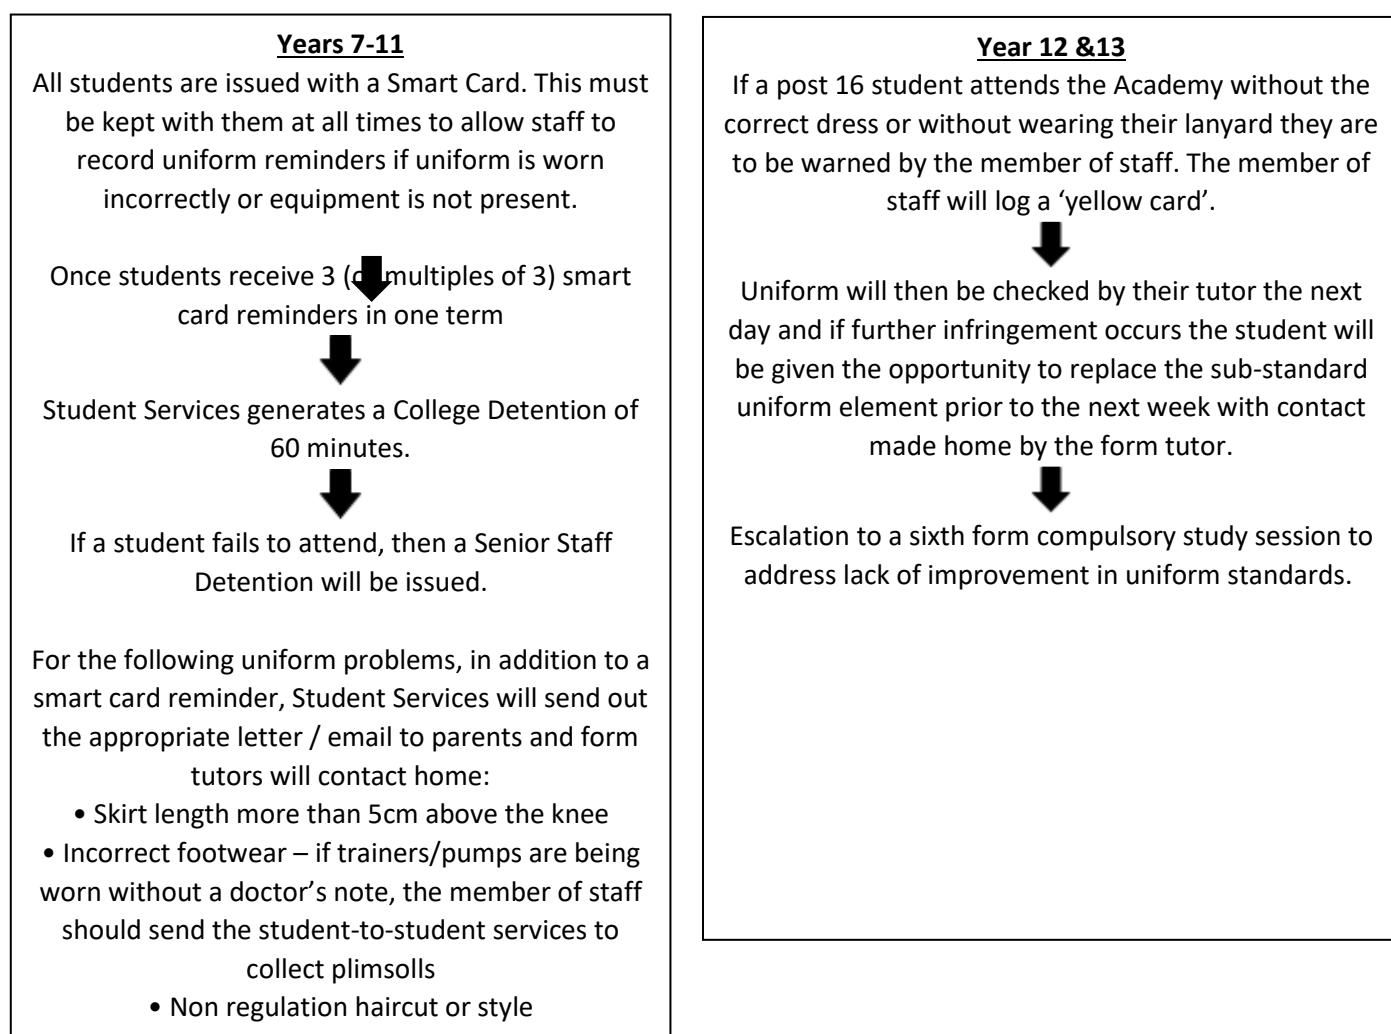 Years 7-11
All students are issued with a Smart Card. This must
be kept with them at all times to allow staff to
record uniform reminders if uniform is worn
incorrectly or equipment is not present.
Once students receive 3 ( multiples of 3) smart
card reminders in one term
Student Services generates a College Detention of
60 minutes.
If a student fails to attend, then a Senior Staff
Detention will be issued.
For the following uniform problems, in addition to a
smart card reminder, Student Services will send out
the appropriate letter / email to parents and form
tutors will contact home:
• Skirt length more than 5cm above the knee
• Incorrect footwear – if trainers/pumps are being
worn without a doctor’s note, the member of staff
should send the student-to-student services to
collect plimsolls
• Non regulation haircut or style
Year 12 &13
If a post 16 student attends the Academy without the
correct dress or without wearing their lanyard they are
to be warned by the member of staff. The member of
staff will log a ‘yellow card’.
Uniform will then be checked by their tutor the next
day and if further infringement occurs the student will
be given the opportunity to replace the sub-standard
uniform element prior to the next week with contact
made home by the form tutor.
Escalation to a sixth form compulsory study session to
address lack of improvement in uniform standards.